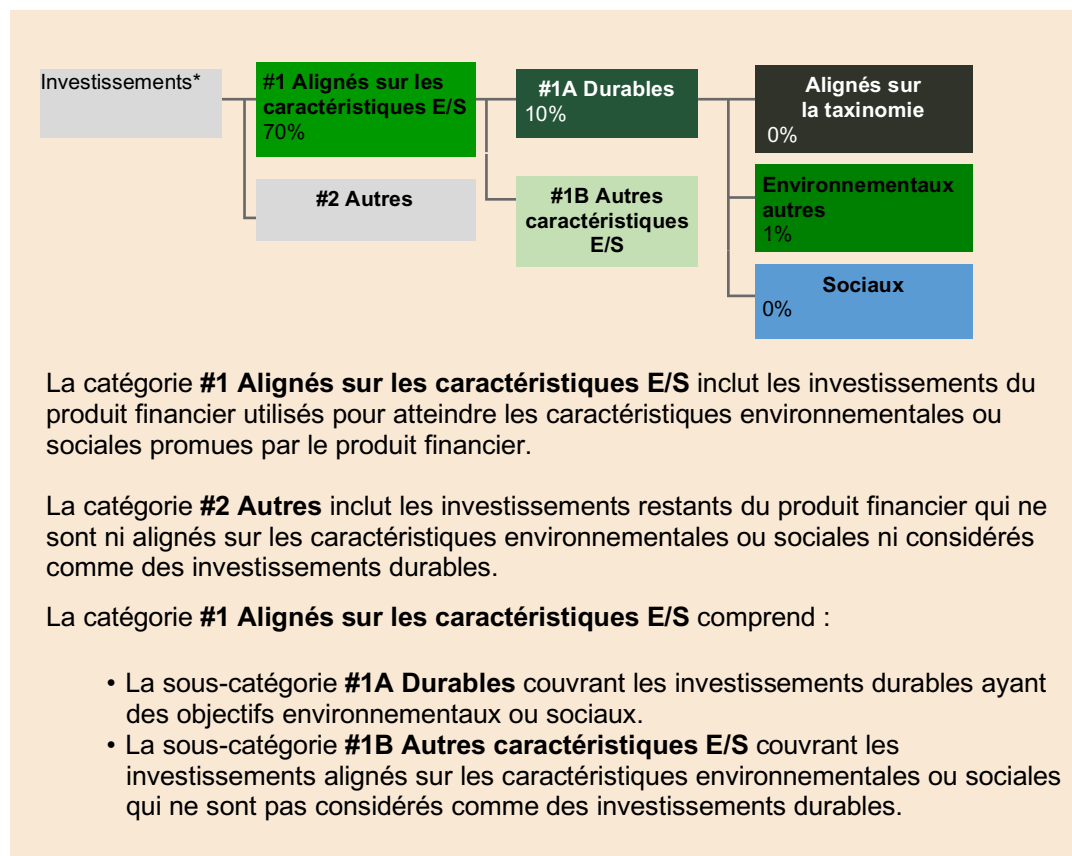 Investissements*
#1 Alignés sur les
caractéristiques E/S
70%
#2 Autres
#1A Durables
10%
#1B Autres
caractéristiques
E/S
Alignés sur
la taxinomie
0%
Environnementaux
autres
1%
Sociaux
0%
La catégorie #1 Alignés sur les caractéristiques E/S inclut les investissements du
produit financier utilisés pour atteindre les caractéristiques environnementales ou
sociales promues par le produit financier.
La catégorie #2 Autres inclut les investissements restants du produit financier qui ne
sont ni alignés sur les caractéristiques environnementales ou sociales ni considérés
comme des investissements durables.
La catégorie #1 Alignés sur les caractéristiques E/S comprend :
• La sous-catégorie #1A Durables couvrant les investissements durables ayant
des objectifs environnementaux ou sociaux.
• La sous-catégorie #1B Autres caractéristiques E/S couvrant les
investissements alignés sur les caractéristiques environnementales ou sociales
qui ne sont pas considérés comme des investissements durables.